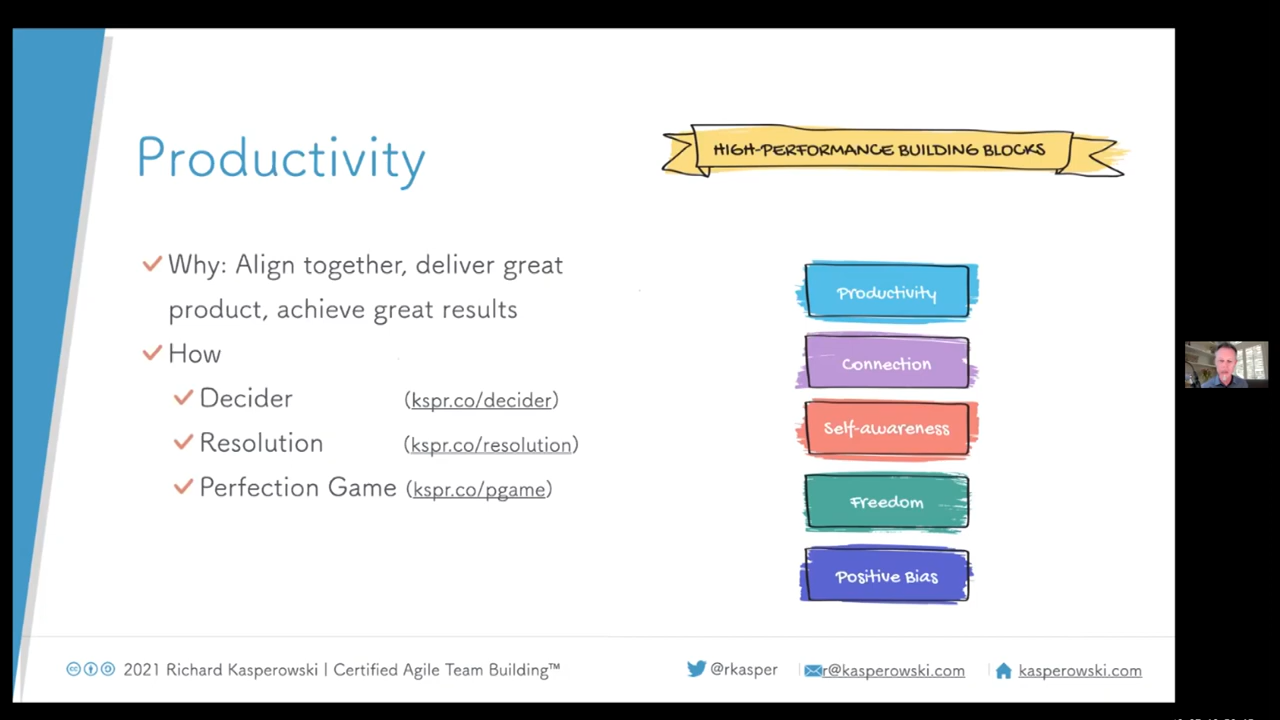 Productivity
HIGH-PERFORMANCE BUILDING BLOCKS
Why: Align together, deliver great
product, achieve great results
How
Decider (kspr.co/decider)
Resolution (kspr.co/resolution)
Perfection Game (kspr.co/pgame)
Productivity
Connection
Self-awareness
Freedom
Positive Bias
2021 Richard Kasperowski | Certified Agile Team Building™
@rkasper
r@kasperowski.com
kasperowski.com